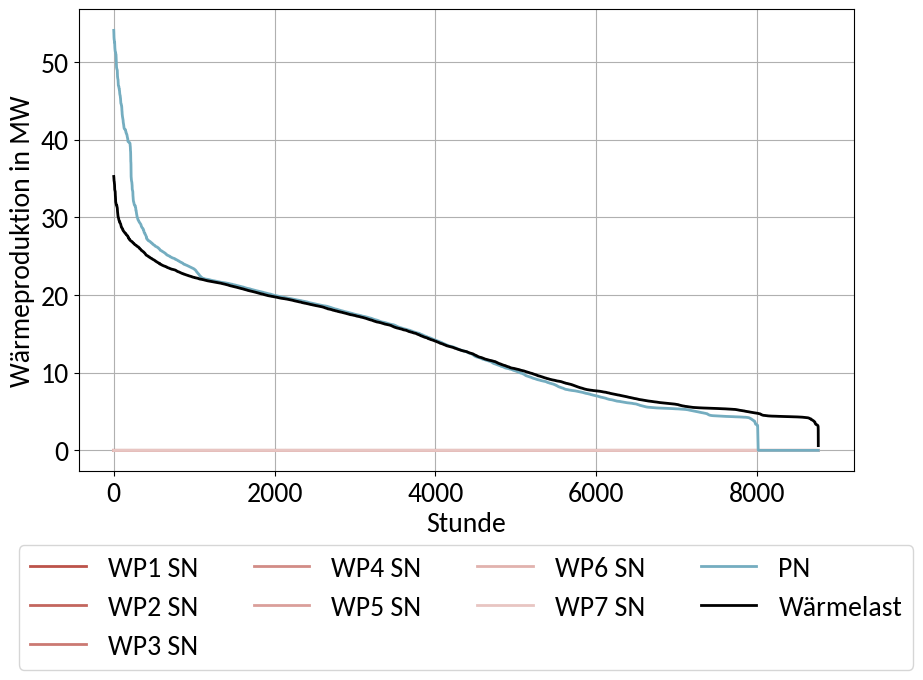 50
40
30
20
10
0
Wärmeproduktion in MW
0 2000 4000 6000 8000
Stunde
WP1 SN WP4 SN WP6 SN PN
WP2 SN WP5 SN WP7 SN Wärmelast
WP3 SN